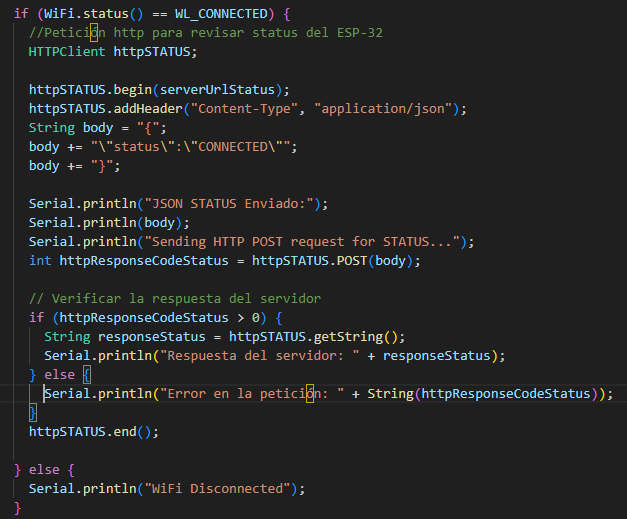 if (WiFi.status() == WL_CONNECTED) {
//Petición http para revisar status del ESP-32
HTTPClient httpSTATUS;
httpSTATUS.begin(serverUrlStatus);
httpSTATUS.addHeader("Content-Type", "application/json");
String body = "{";
body += "\"status\":\"CONNECTED\"";
body += "}";
Serial.println("JSON STATUS Enviado:");
Serial.println(body);
Serial.println("Sending HTTP POST request for STATUS...");
int httpResponseCodeStatus = httpSTATUS.POST(body);
// Verificar la respuesta del servidor
if (httpResponseCodeStatus > 0) {
String responseStatus = httpSTATUS.getString();
Serial.println("Respuesta del servidor: " + responseStatus);
} else {
Serial.println("Error en la petición: " + String(httpResponseCodeStatus));
}
httpSTATUS.end();
} else {
Serial.println("WiFi Disconnected");
}